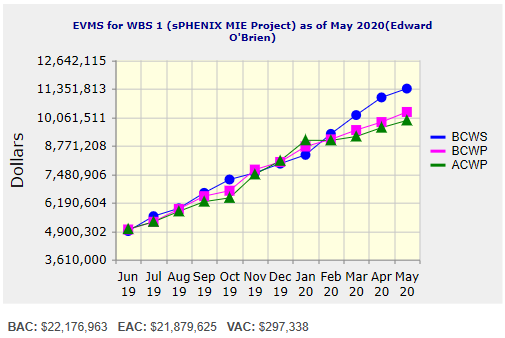 EVMS for WBS 1 (sPHENIX MIE Project) as of May 2020(Edward
O'Brien)
12,642,115
11,351,813
10,061,511
8,771,208
7,480,906
6,190,604
4,900,302
3,610,000
Dollars
BCWS
BCWP
ACWP
Jun Jul Aug Sep Oct Nov Dec Jan Feb Mar Apr May
19 19 19 19 19 19 19 20 20 20 20 20
BAC: $22,176,963 EAC: $21,879,625 VAC: $297,338